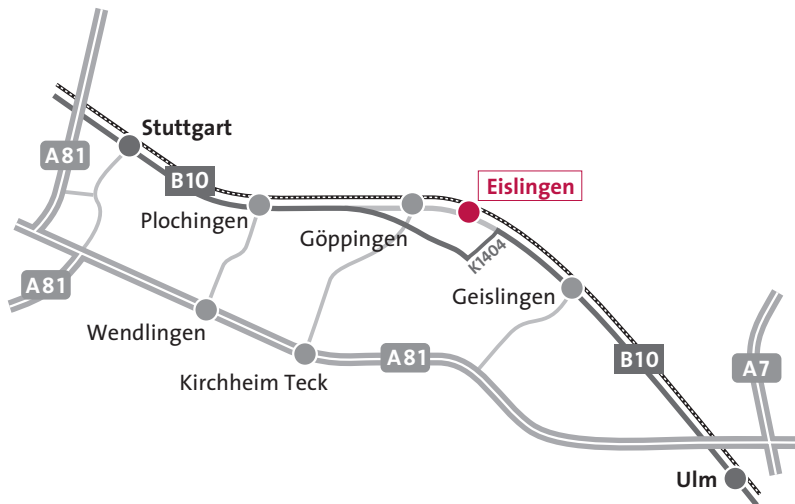 Stuttgart
A81
B10
Eislingen
Plochingen
Göppingen
K1404
A81
Geislingen
Wendlingen
A81
B10
A7
Kirchheim Teck
Ulm